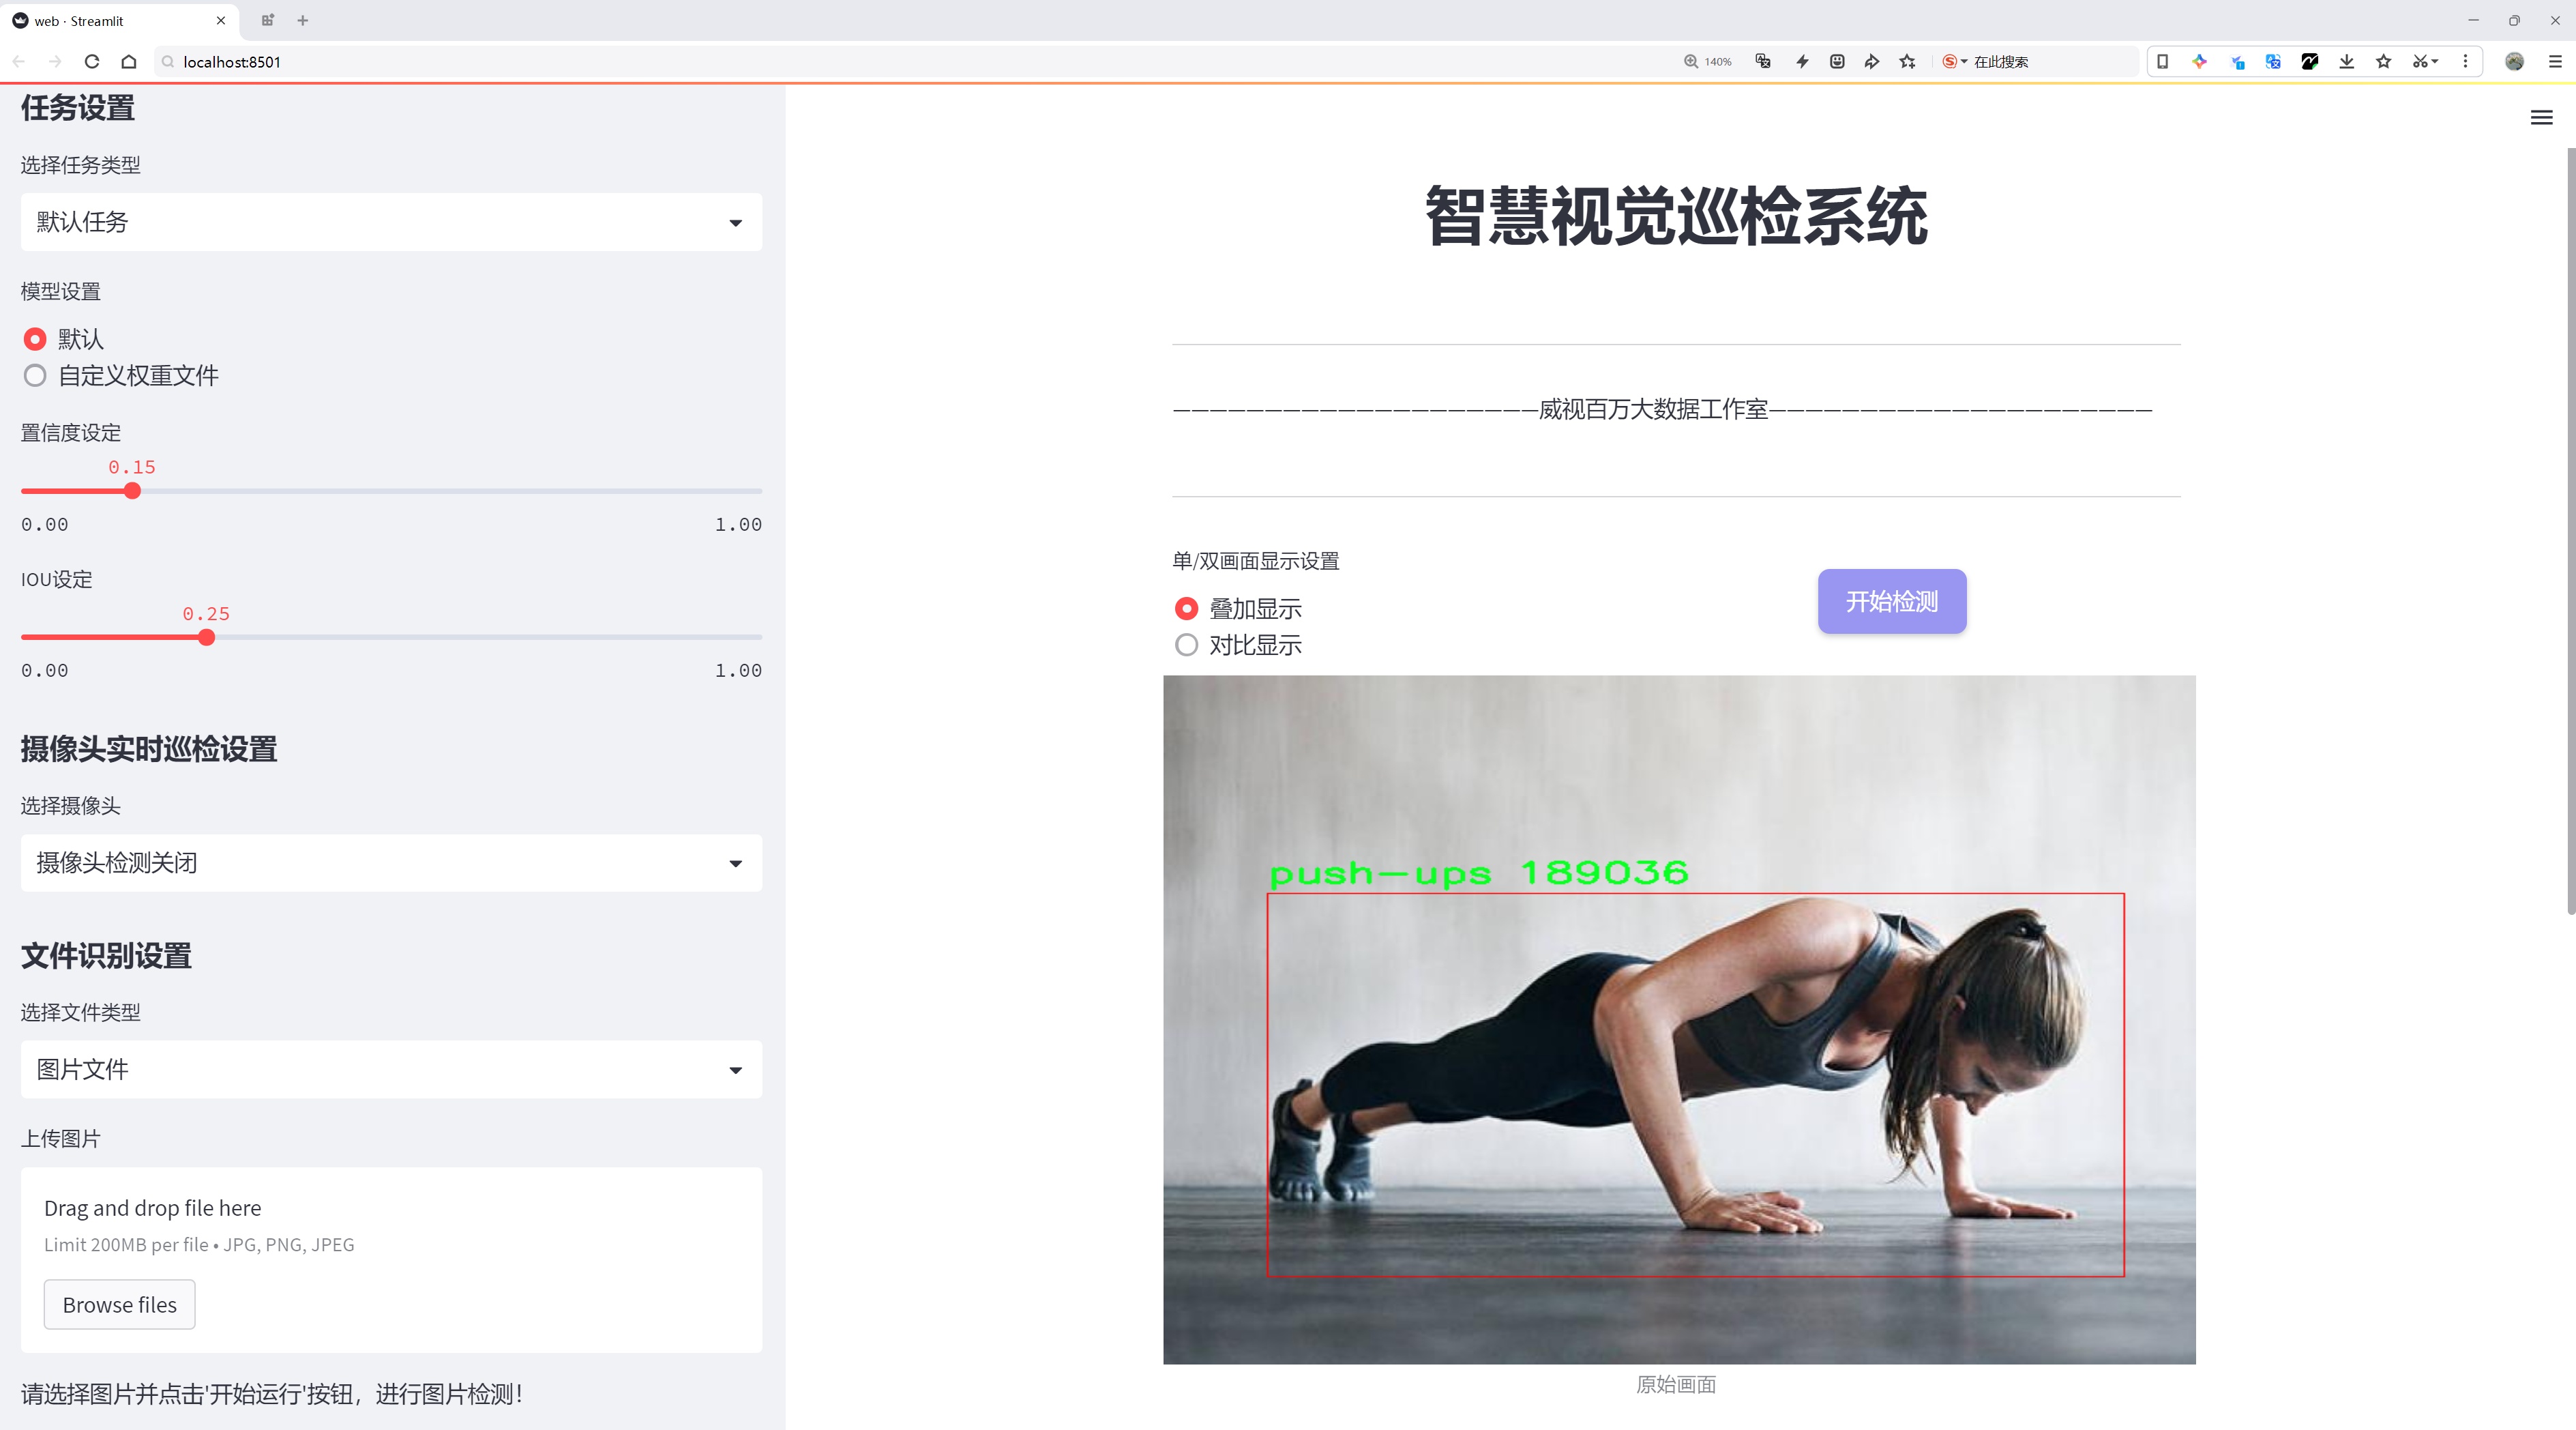 web · Streamlit
localhost:8501
140%
在此搜索
任务设置
选择任务类型
默认任务
模型设置
默认
自定义权重文件
置信度设定
0.15
0.00 1.00
IOU设定
0.25
0.00 1.00
摄像头实时巡检设置
选择摄像头
摄像头检测关闭
文件识别设置
选择文件类型
图片文件
上传图片
Drag and drop file here
Limit 200MB per file • JPG, PNG, JPEG
Browse files
请选择图片并点击'开始运行'按钮，进行图片检测！
智慧视觉巡检系统
————————————————————威视百万大数据工作室—————————————————————
单/双画面显示设置
叠加显示
对比显示
开始检测
push-ups 189036
原始画面